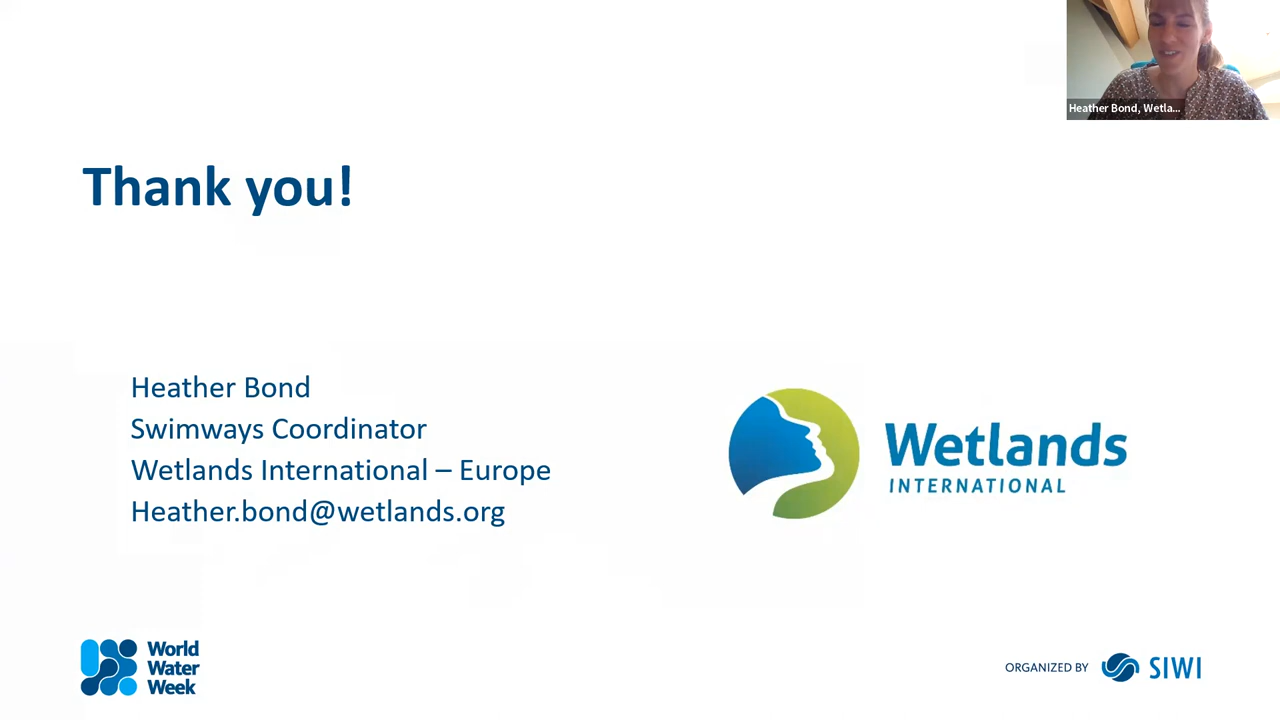 Heather Bond, Wetla...
Thank you!
Heather Bond
Swimways Coordinator
Wetlands International – Europe
Heather.bond@wetlands.org
Wetlands
INTERNATIONAL
World
Water
Week
ORGANIZED BY SIWI